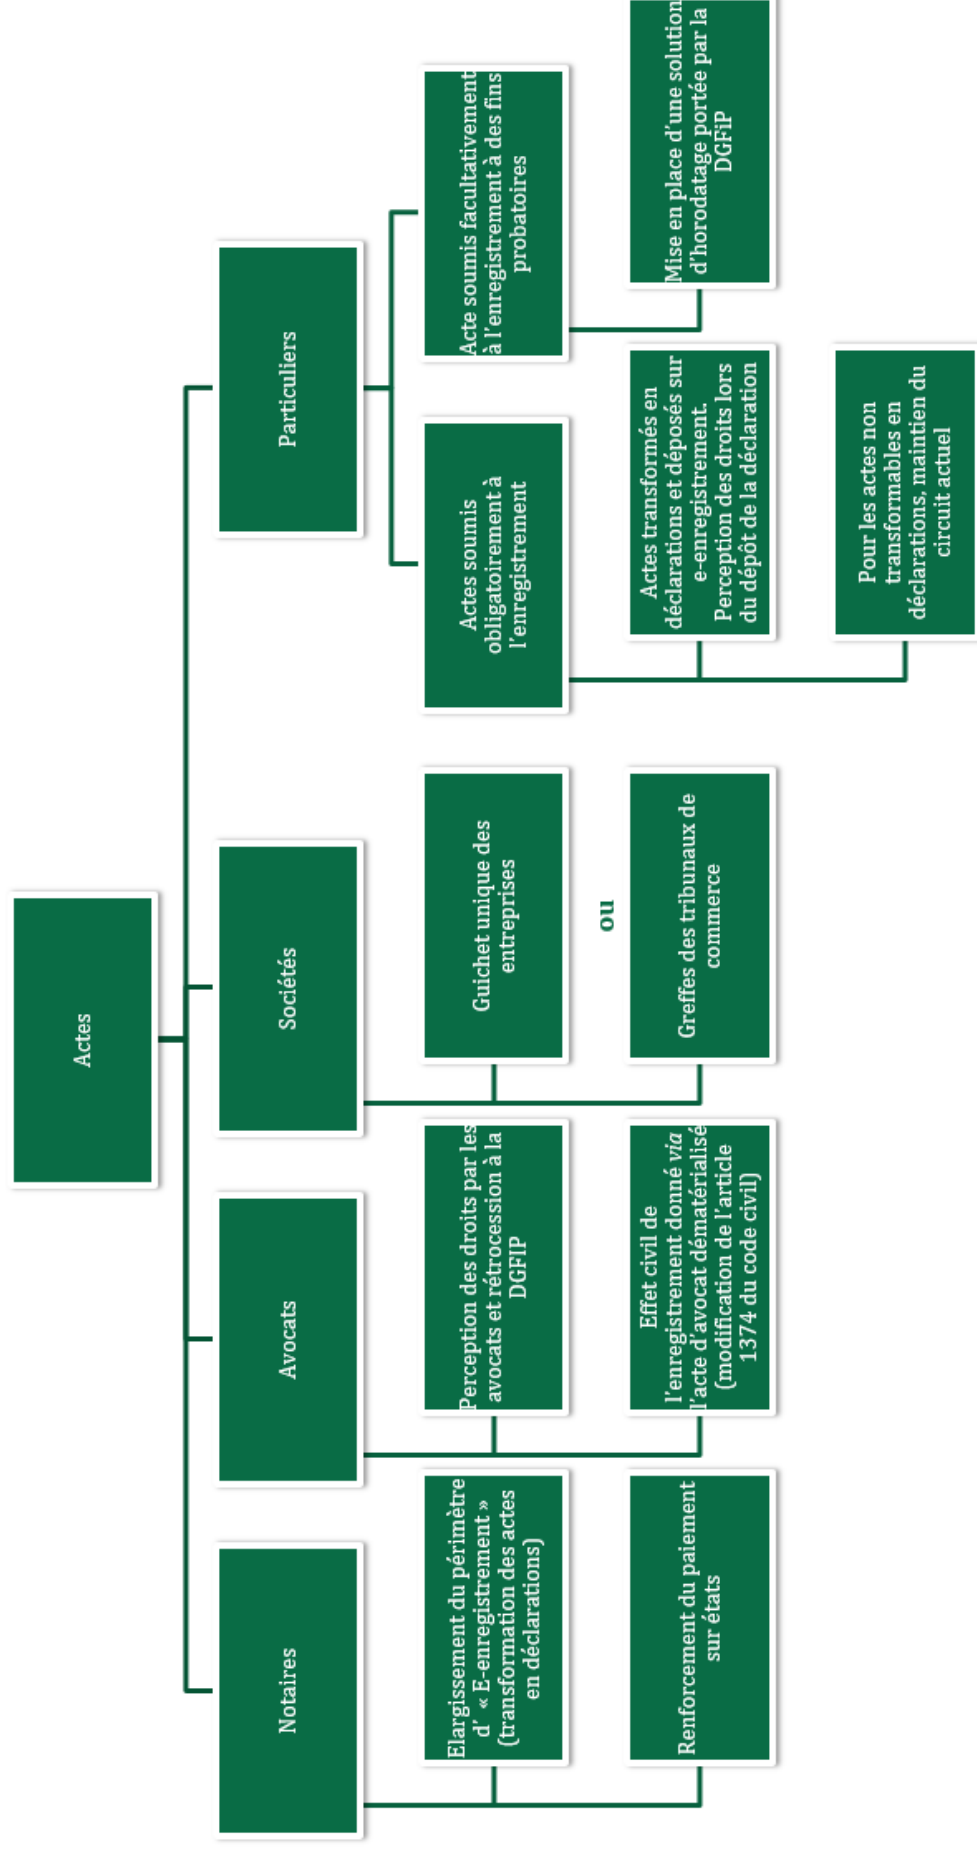 Actes
Notaires
Elargissement du périmètre
d' « E-enregistrement »
(transformation des actes
en déclarations)
Renforcement du paiement
sur états
Avocats
Perception des droits par les
avocats et rétrocession à la
DGFIP
Effet civil de
l'enregistrement donné via
l'acte d'avocat dématérialisé
(modification de l'article
1374 du code civil)
Sociétés
Guichet unique des
entreprises
ou
Greffes des tribunaux de
commerce
Particuliers
Actes soumis
obligatoirement à
l'enregistrement
Actes transformés en
déclarations et déposés sur
e-enregistrement.
Perception des droits lors
du dépôt de la déclaration
Pour les actes non
transformables en
déclarations, maintien du
circuit actuel
Acte soumis facultativement
à l'enregistrement à des fins
probatoires
Mise en place d'une solution
d'horodatage portée par la
DGFiP